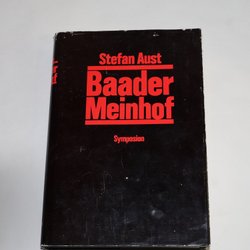 Stefan Aust
Baader
Meinhof
Symposion